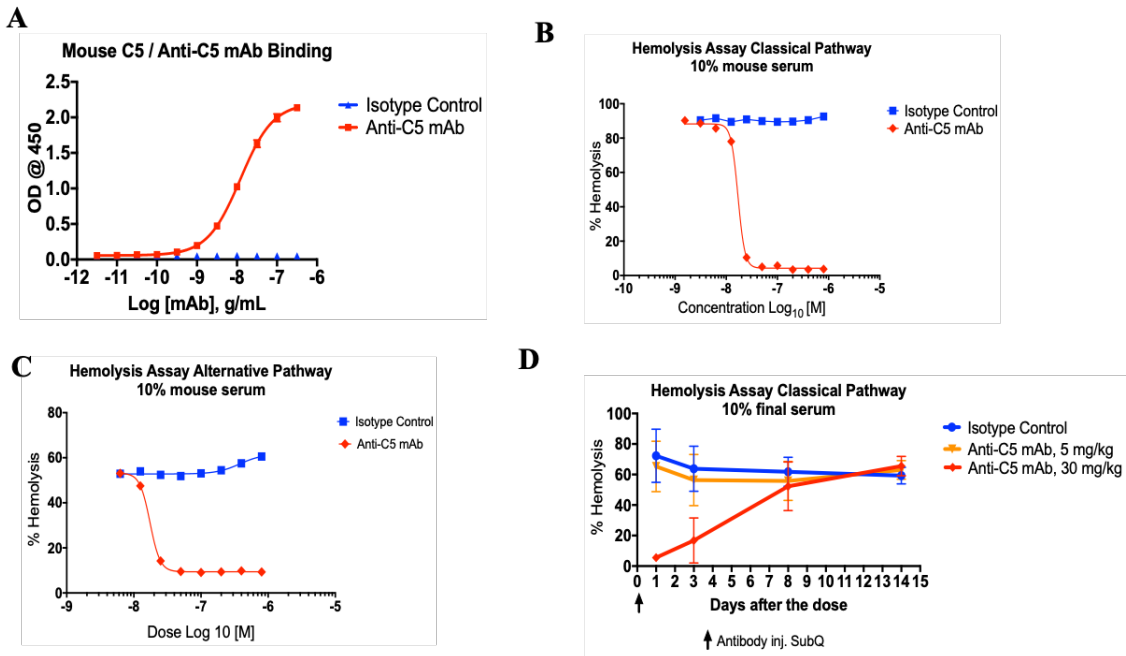 A
Mouse C5 / Anti-C5 mAb Binding
2.5
2.0
1.5
1.0
0.5
0.0
OD @ 450
-12 -11 -10 -9 -8 -7 -6
Log [mAb], g/mL
Isotype Control
Anti-C5 mAb
B
Hemolysis Assay Classical Pathway
10% mouse serum
100
80
60
40
20
0
% Hemolysis
-10 -9 -8 -7 -6 -5
Concentration Log10 [M]
Isotype Control
Anti-C5 mAb
C
Hemolysis Assay Alternative Pathway
10% mouse serum
80
60
40
20
0
% Hemolysis
-9 -8 -7 -6 -5
Dose Log 10 [M]
Isotype Control
Anti-C5 mAb
D
Hemolysis Assay Classical Pathway
10% final serum
100
80
60
40
20
0
% Hemolysis
0 1 2 3 4 5 6 7 8 9 10 11 12 13 14 15
Days after the dose
Antibody inj. SubQ
Isotype Control
Anti-C5 mAb, 5 mg/kg
Anti-C5 mAb, 30 mg/kg